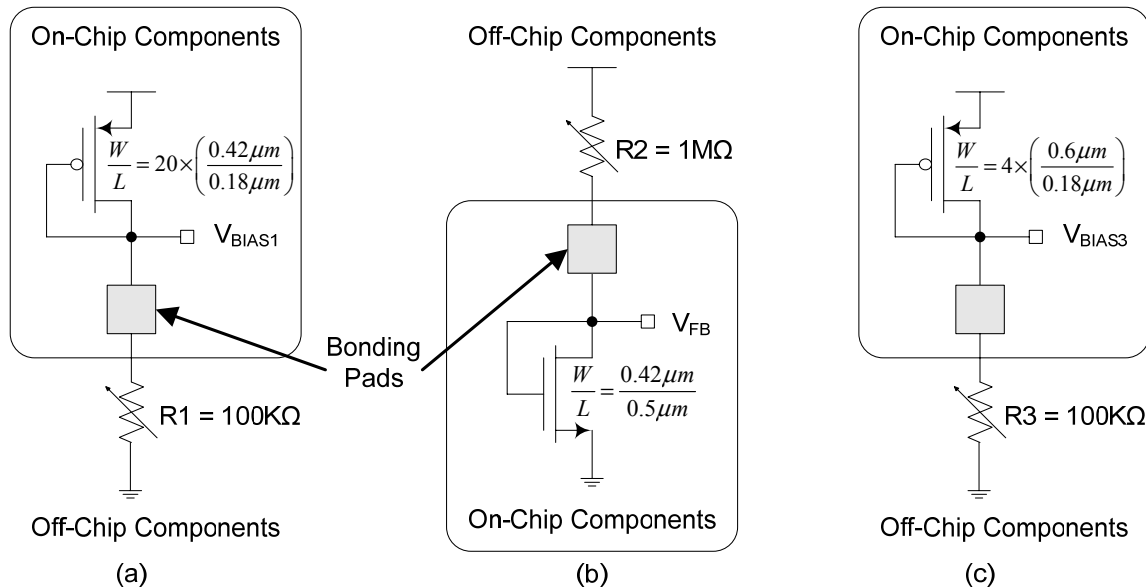 On-Chip Components
W/L = 20×(0.42μm/0.18μm)
V_BIAS1
R1 = 100KΩ
Off-Chip Components
(a)
Off-Chip Components
R2 = 1MΩ
Bonding
Pads
V_FB
W/L = 0.42μm/0.5μm
On-Chip Components
(b)
On-Chip Components
W/L = 4×(0.6μm/0.18μm)
V_BIAS3
R3 = 100KΩ
Off-Chip Components
(c)